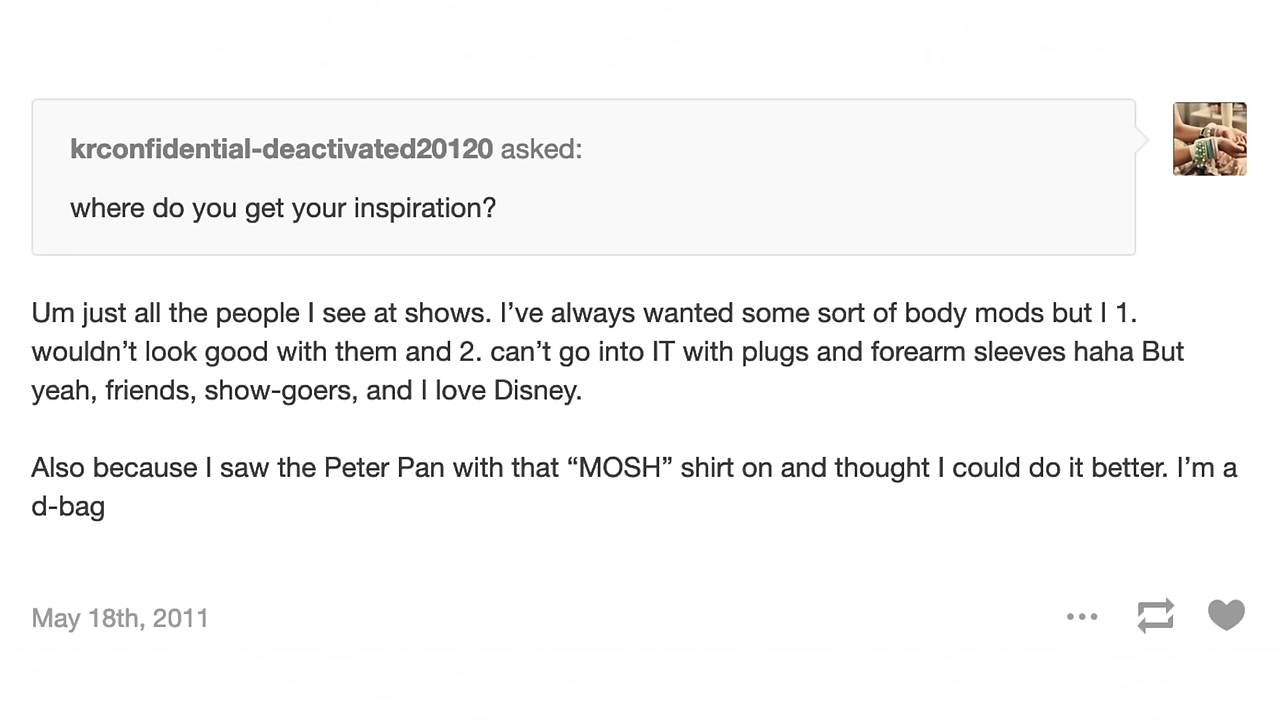 krconfidential-deactivated20120 asked:
where do you get your inspiration?
Um just all the people I see at shows. I’ve always wanted some sort of body mods but I 1.
wouldn’t look good with them and 2. can’t go into IT with plugs and forearm sleeves haha But
yeah, friends, show-goers, and I love Disney.
Also because I saw the Peter Pan with that “MOSH” shirt on and thought I could do it better. I’m a
d-bag
May 18th, 2011